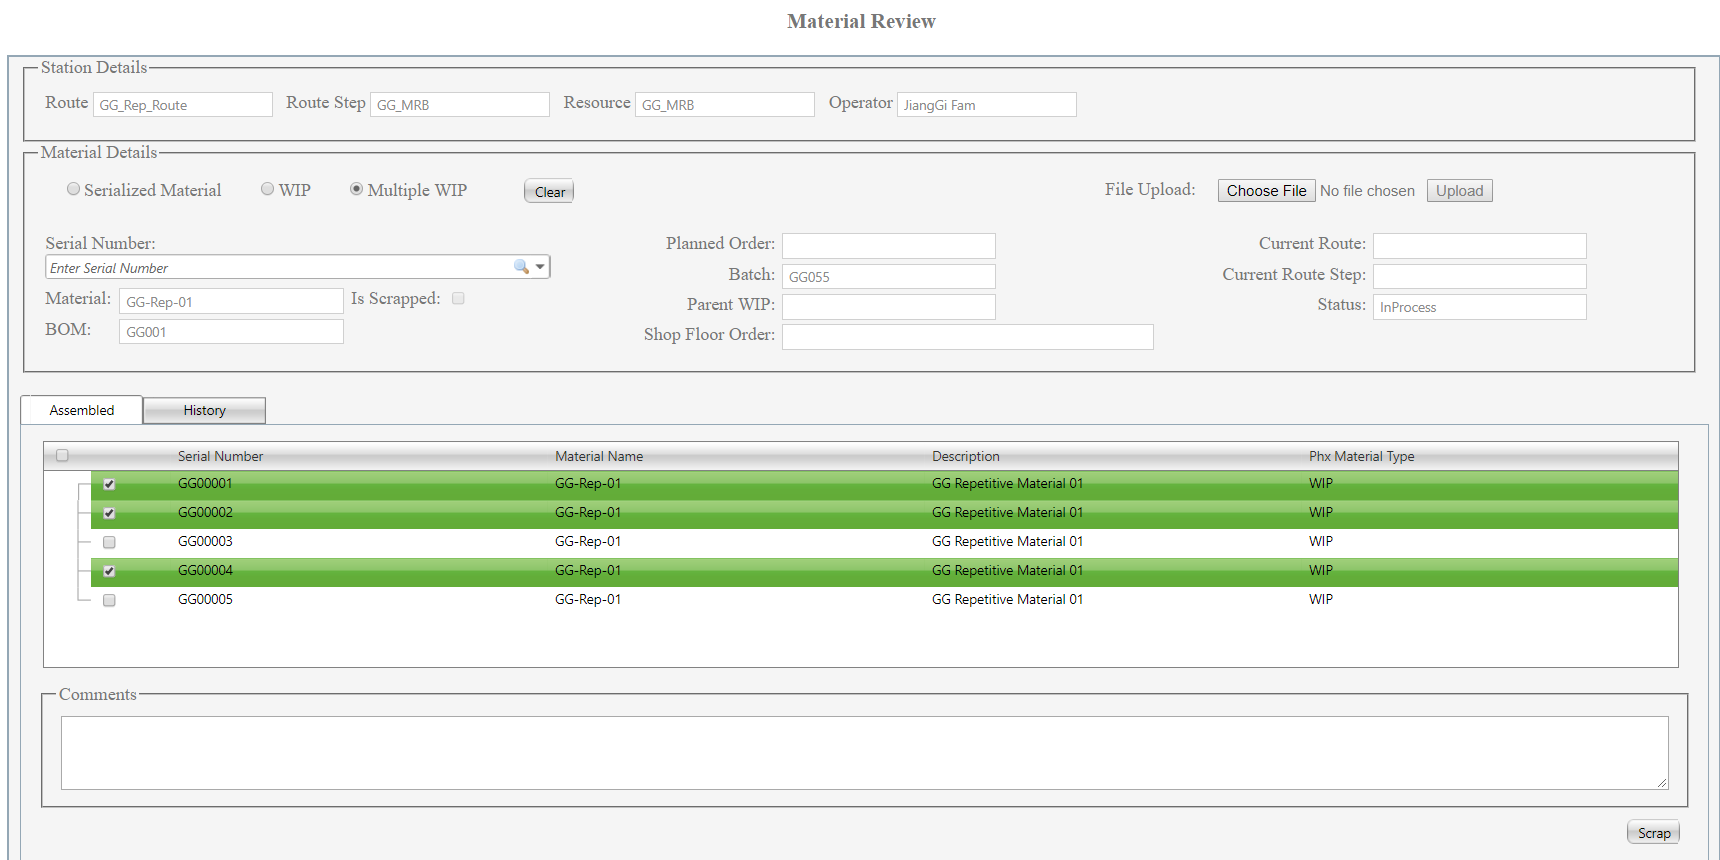 Material Review
Station Details
Route GG_Rep_Route Route Step GG_MRB Resource GG_MRB Operator JiangGi Fam
Material Details
Serialized Material WIP Multiple WIP Clear File Upload: Choose File No file chosen Upload
Serial Number: Planned Order: Current Route:
Enter Serial Number Batch: GG055 Current Route Step:
Material: GG-Rep-01 Is Scrapped: Parent WIP: Status: InProcess
BOM: GG001 Shop Floor Order:
Assembled History
Serial Number Material Name Description Phx Material Type
GG00001 GG-Rep-01 GG Repetitive Material 01 WIP
GG00002 GG-Rep-01 GG Repetitive Material 01 WIP
GG00003 GG-Rep-01 GG Repetitive Material 01 WIP
GG00004 GG-Rep-01 GG Repetitive Material 01 WIP
GG00005 GG-Rep-01 GG Repetitive Material 01 WIP
Comments
Scrap